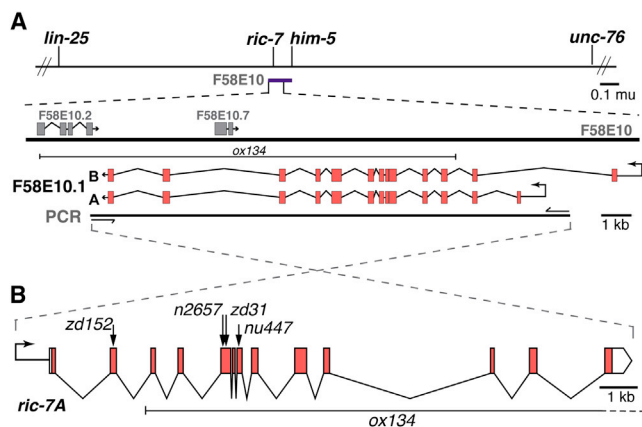 A
lin-25 ric-7 him-5 unc-76
F58E10
0.1 mu
F58E10.2 F58E10.7 F58E10
ox134
B
F58E10.1
A
PCR
1 kb
B
n2657 zd31
zd152 nu447
1 kb
ric-7A
ox134